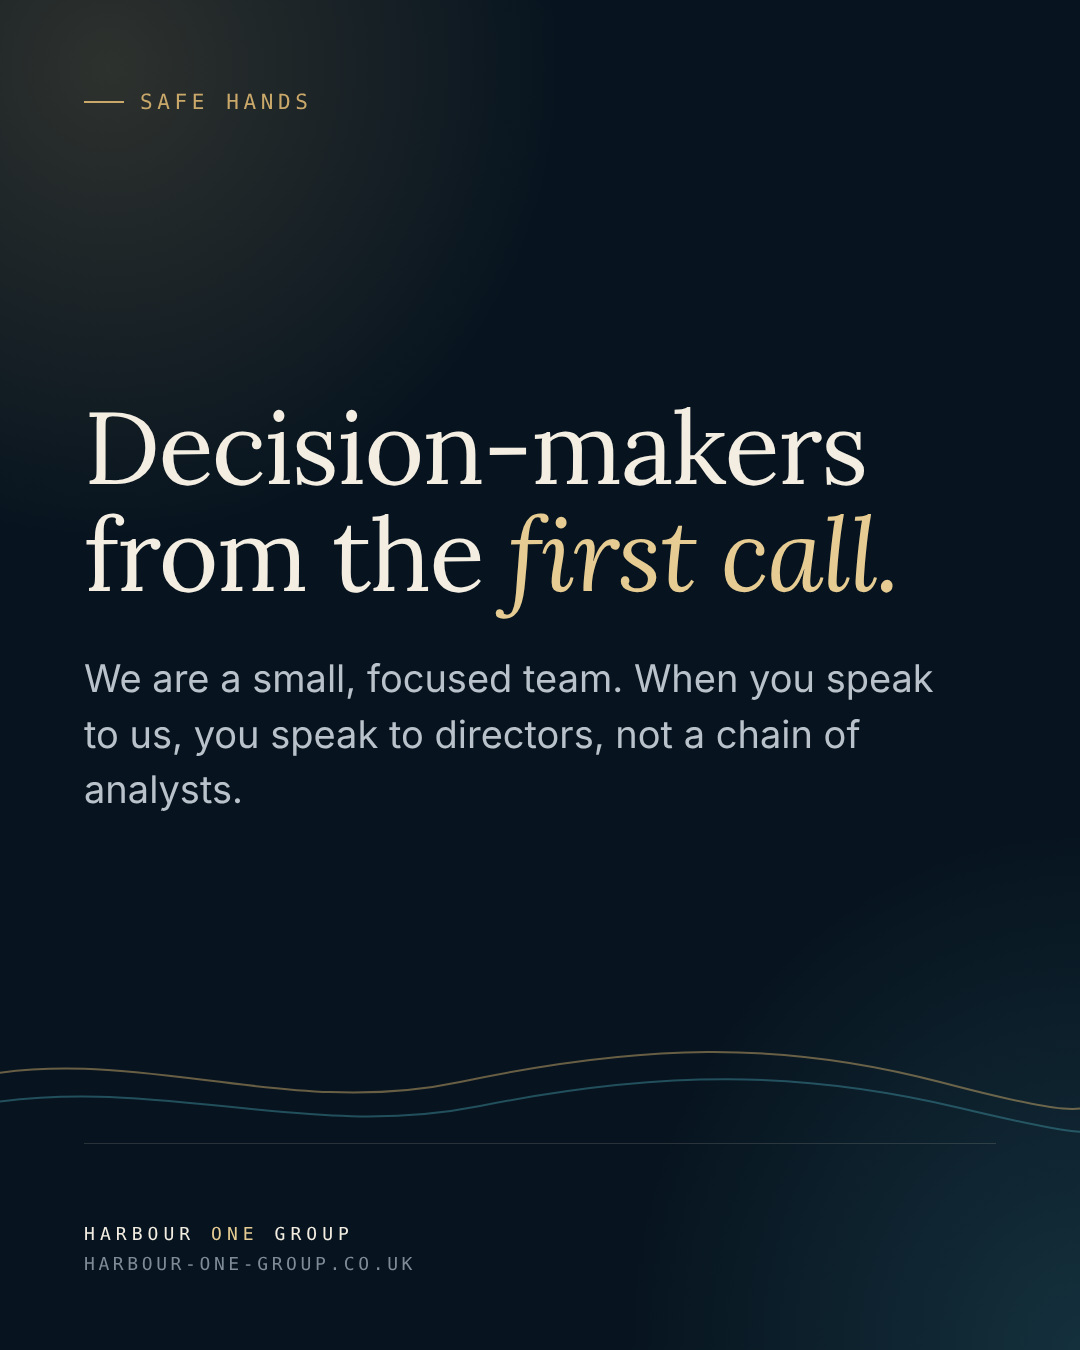 SAFE HANDS
Decision-makers
from the first call.
We are a small, focused team. When you speak
to us, you speak to directors, not a chain of
analysts.
HARBOUR ONE GROUP
HARBOUR-ONE-GROUP.CO.UK